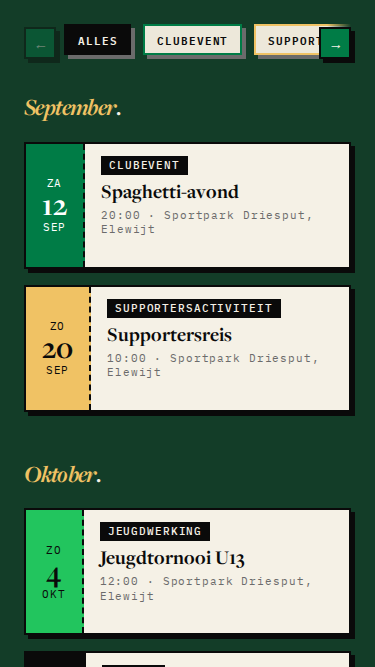 ← ALLES CLUBEVENT SUPPORT →
September.
ZA
12
SEP
CLUBEVENT
Spaghetti-avond
20:00 · Sportpark Driesput,
Elewijt
ZO
20
SEP
SUPPORTERSACTIVITEIT
Supportersreis
10:00 · Sportpark Driesput,
Elewijt
Oktober.
ZO
4
OKT
JEUGDWERKING
Jeugdtornooi U13
12:00 · Sportpark Driesput,
Elewijt